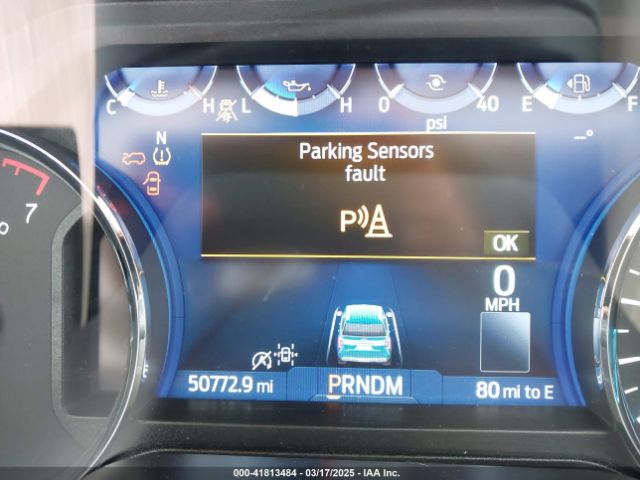 C H L H 0 40 E F
psi
N
--°
Parking Sensors
fault
P
OK
7
0
MPH
50772.9 mi PRNDM 80 mi to E
000-41813484 - 03/17/2025 - IAA Inc.